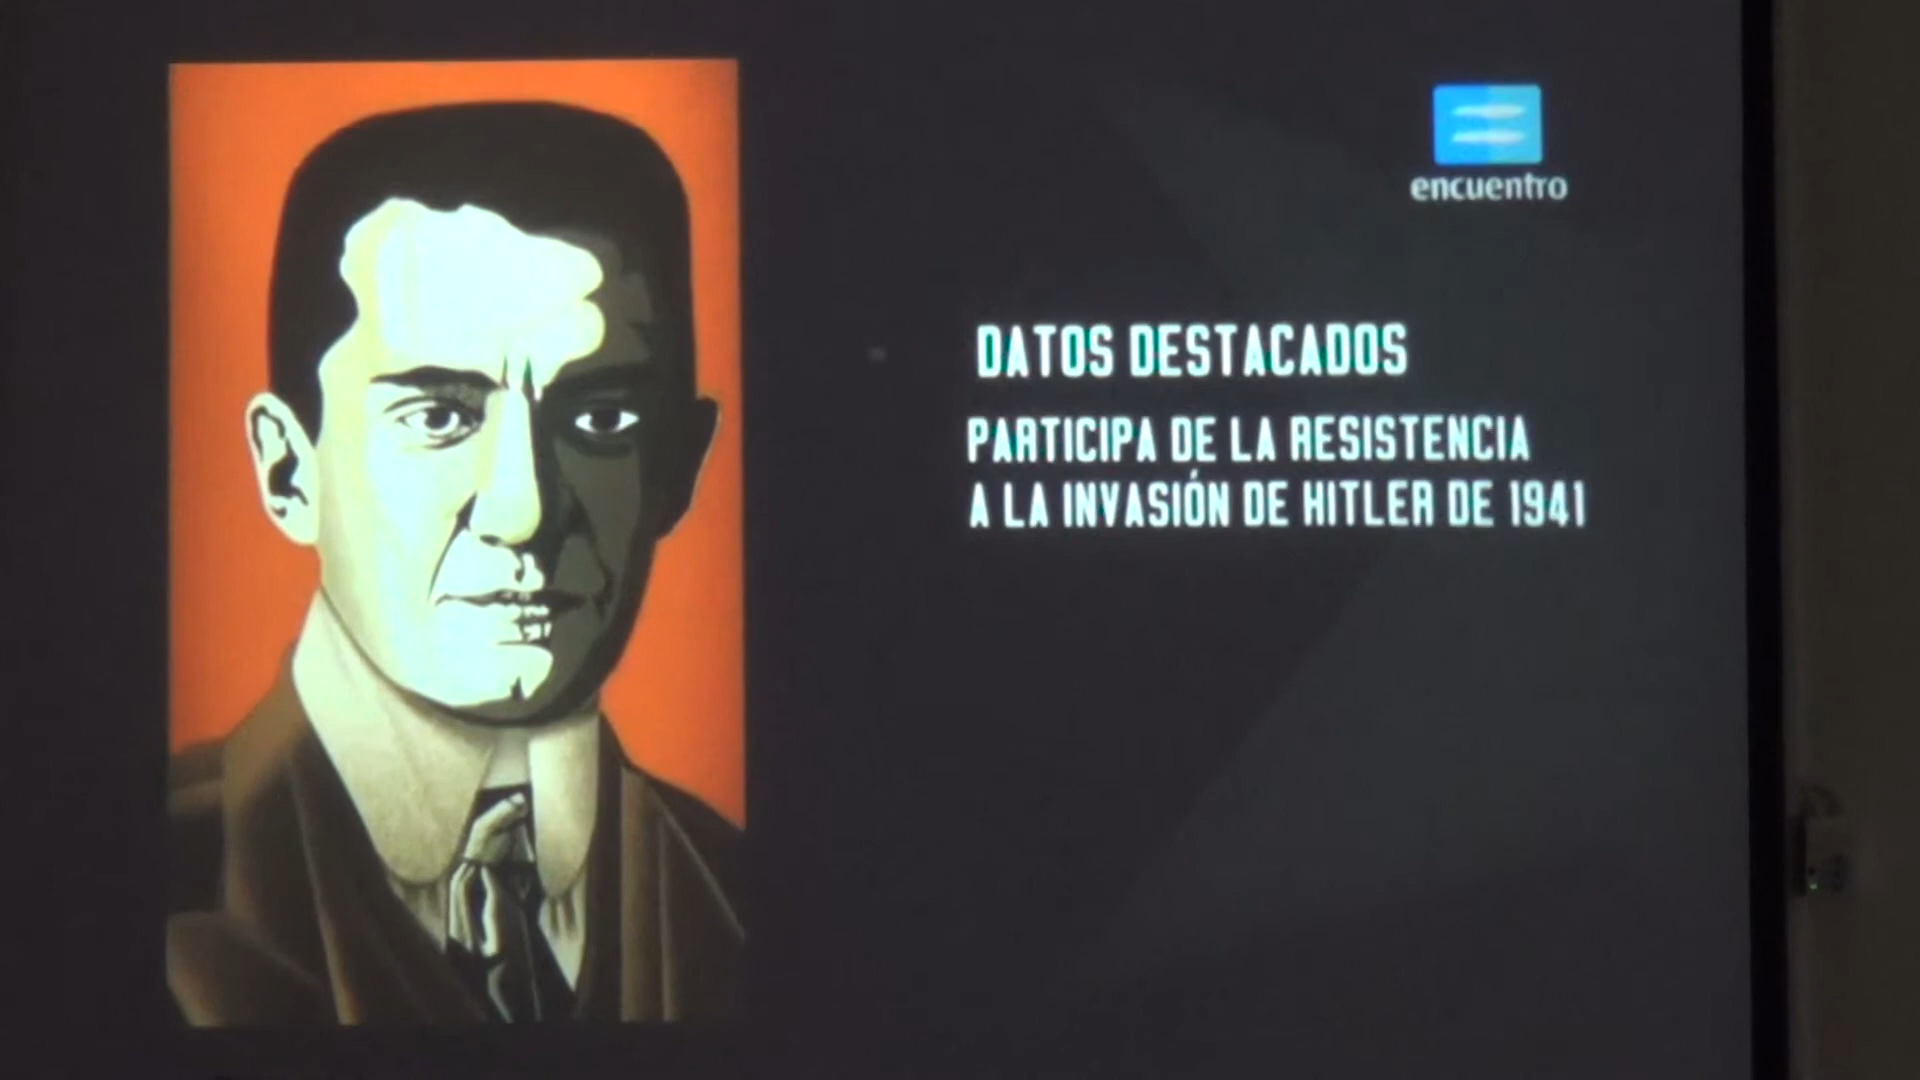 encuentro
DATOS DESTACADOS
PARTICIPA DE LA RESISTENCIA
A LA INVASIÓN DE HITLER DE 1941